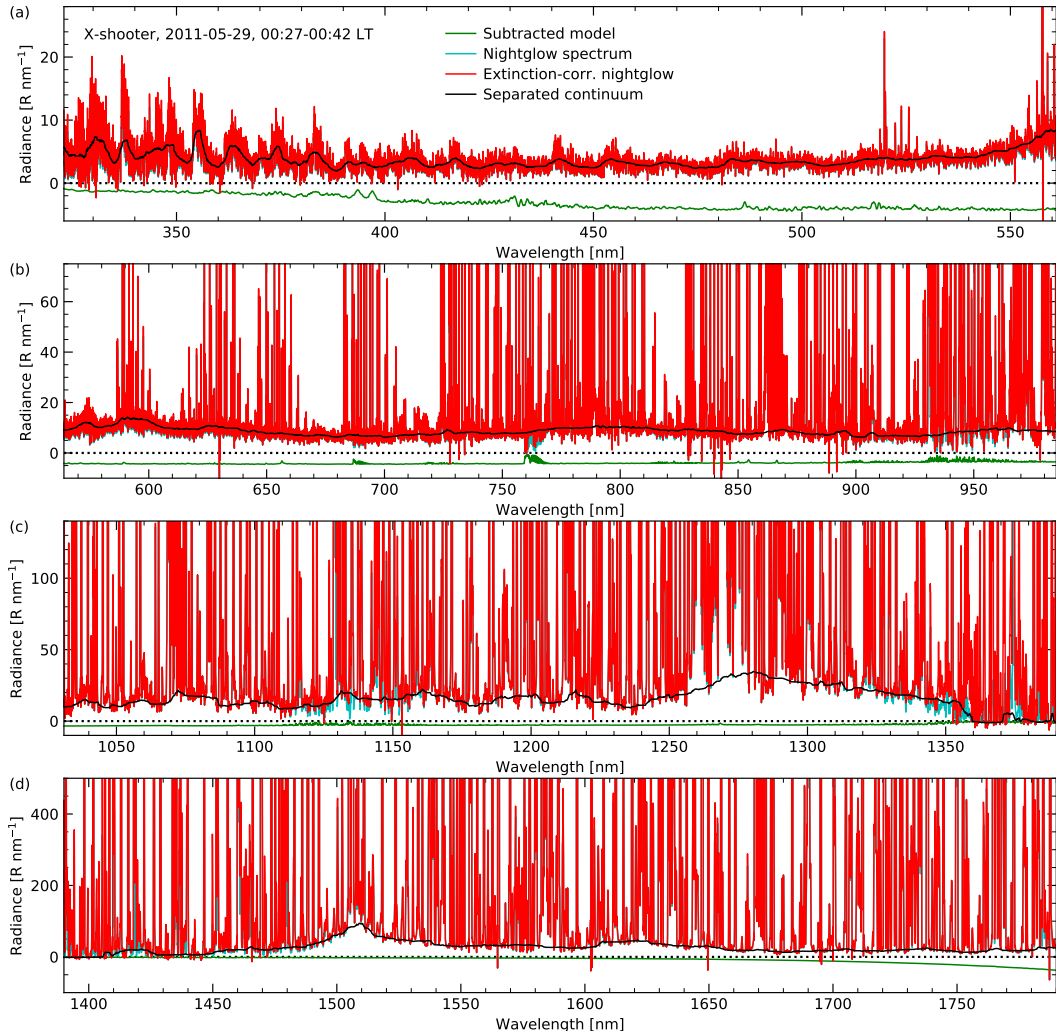 (a)
X-shooter, 2011-05-29, 00:27-00:42 LT
Subtracted model
Nightglow spectrum
Extinction-corr. nightglow
Separated continuum
Radiance [R nm⁻¹]
20
10
0
350 400 450 500 550
Wavelength [nm]
(b)
Radiance [R nm⁻¹]
60
40
20
0
600 650 700 750 800 850 900 950
Wavelength [nm]
(c)
Radiance [R nm⁻¹]
100
50
0
1050 1100 1150 1200 1250 1300 1350
Wavelength [nm]
(d)
Radiance [R nm⁻¹]
400
200
0
1400 1450 1500 1550 1600 1650 1700 1750
Wavelength [nm]